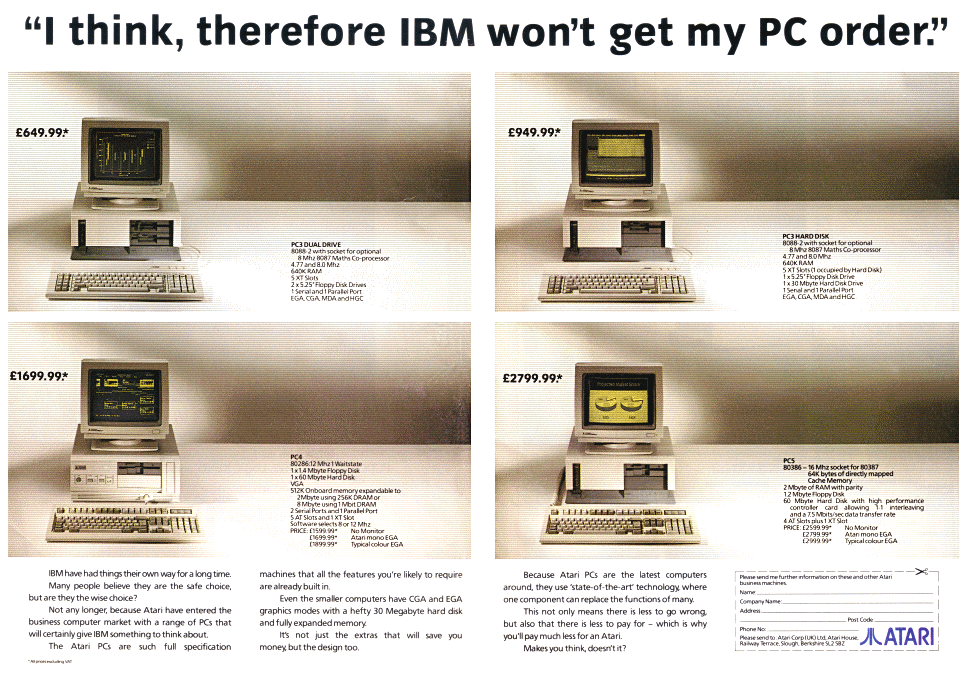 “I think, therefore IBM won’t get my PC order.”
£649.99.*
PC3 DUAL DRIVE
8088-2 with socket for optional
8 Mhz 8087 Maths Co-processor
4.77 and 8.0 Mhz
640K RAM
5 XT Slots
2 x 5.25" Floppy Disk Drives
1 Serial and 1 Parallel Port
EGA, CGA, MDA and HGC
£949.99.*
PC3 HARD DISK
8088-2 with socket for optional
8 Mhz 8087 Maths Co-processor
4.77 and 8.0 Mhz
640K RAM
5 XT Slots (1 occupied by Hard Disk)
1 x 5.25" Floppy Disk Drive
1 x 30 Mbyte Hard Disk Drive
1 Serial and 1 Parallel Port
EGA, CGA, MDA and HGC
£1699.99.*
PC4
80286:12 Mhz 1 Waitstate
1 x 1.4 Mbyte Floppy Disk
1 x 60 Mbyte Hard Disk
VGA
512K Onboard memory expandable to
2Mbyte using 256K DRAM or
8 Mbyte using 1 Mbit DRAM
2 Serial Ports and 1 Parallel Port
5 AT Slots and 1 XT Slot
Software selects 8 or 12 Mhz
PRICE: £1599.99* No Monitor
£1699.99* Atari mono EGA
£1899.99* Typical colour EGA
£2799.99.*
PC5
80386 – 16 Mhz socket for 80387
64K bytes of directly mapped
Cache Memory
2 Mbyte of RAM with parity
1.2 Mbyte Floppy Disk
60 Mbyte Hard Disk with high performance
controller card allowing 1-1 interleaving
and a 7.5 Mbits/sec data transfer rate
4 AT Slots plus 1 XT Slot
PRICE: £2599.99* No Monitor
£2799.99* Atari mono EGA
£2999.99* Typical colour EGA
IBM have had things their own way for a long time.
Many people believe they are the safe choice,
but are they the wise choice?
Not any longer, because Atari have entered the
business computer market with a range of PCs that
will certainly give IBM something to think about.
The Atari PCs are such full specification
machines that all the features you’re likely to require
are already built in.
Even the smaller computers have CGA and EGA
graphics modes with a hefty 30 Megabyte hard disk
and fully expanded memory.
It’s not just the extras that will save you
money, but the design too.
Because Atari PCs are the latest computers
around, they use ‘state-of-the-art’ technology, where
one component can replace the functions of many.
This not only means there is less to go wrong,
but also that there is less to pay for – which is why
you’ll pay much less for an Atari.
Makes you think, doesn’t it?
Please send me further information on these and other Atari
business machines.
Name:
Company Name:
Address
Post Code
Phone No:
Please send to: Atari Corp (UK) Ltd, Atari House,
Railway Terrace, Slough, Berkshire SL2 5BZ
ATARI
* All prices excluding VAT